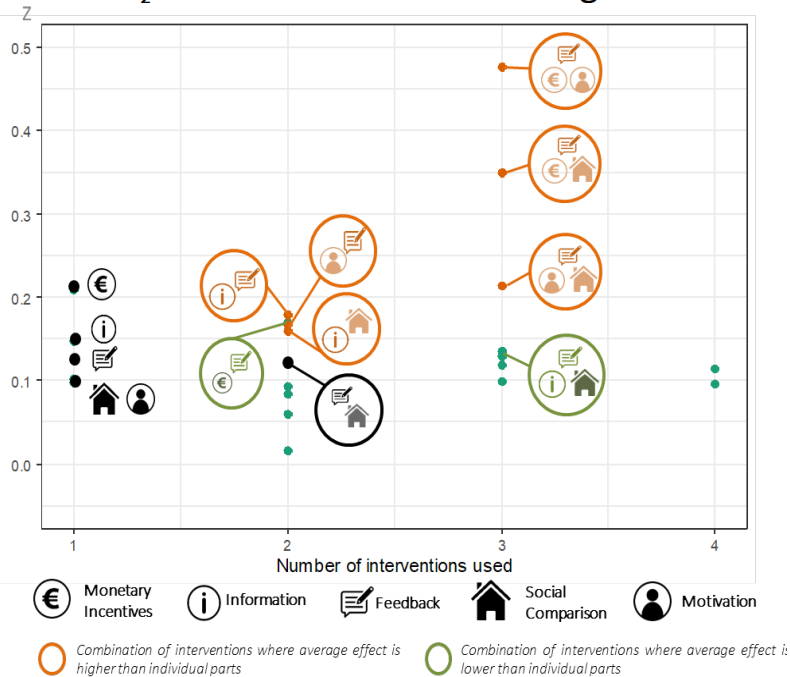 Z
0.5
0.4
0.3
0.2
0.1
0.0
€
i
€
€
i
i
€
i
1
2
3
4
Number of interventions used
€ Monetary
Incentives
i Information
Feedback
Social
Comparison
Motivation
Combination of interventions where average effect is
higher than individual parts
Combination of interventions where average effect is
lower than individual parts